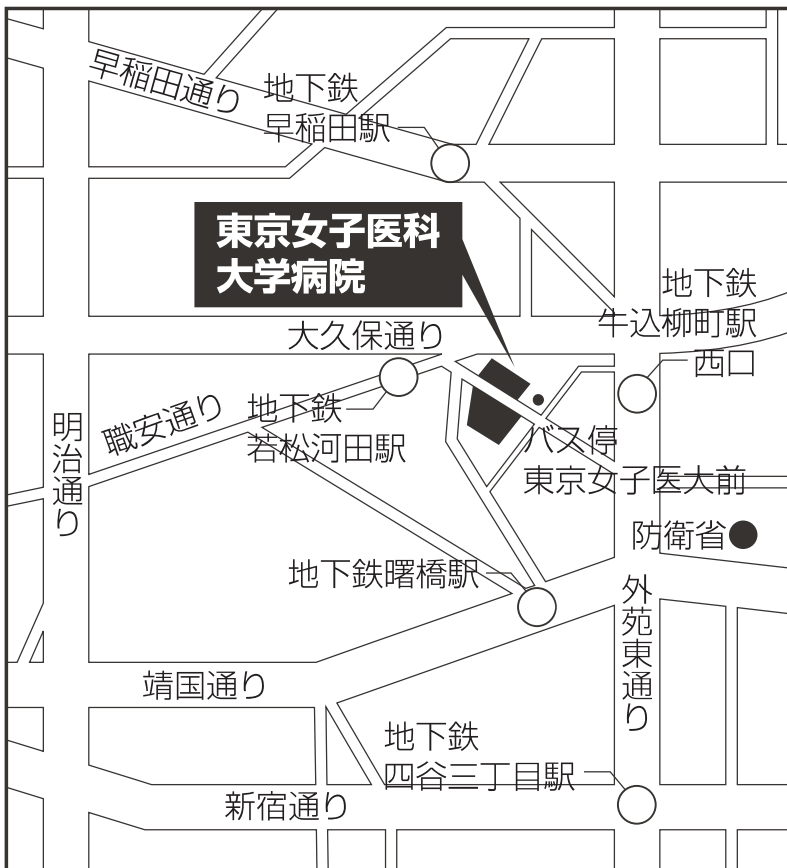 早稲田通り
地下鉄
早稲田駅
東京女子医科
大学病院
地下鉄
牛込柳町駅
西口
大久保通り
職安通り
地下鉄
若松河田駅
明治通り
バス停
東京女子医大前
防衛省
地下鉄曙橋駅
外苑東通り
靖国通り
地下鉄
四谷三丁目駅
新宿通り